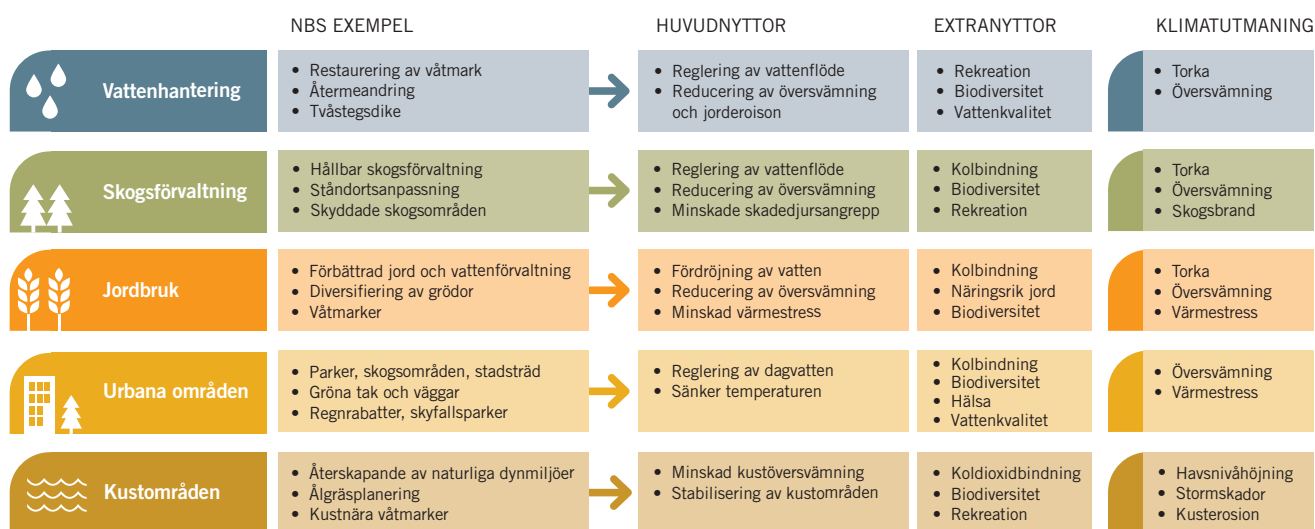 NBS EXEMPEL
HUVUDNYTTOR
EXTRANYTTOR
KLIMATUTMANING
Vattenhantering
• Restaurering av våtmark
• Återmeandring
• Tvåstegsdike
• Reglering av vattenflöde
• Reducering av översvämning
och jorderoison
• Rekreation
• Biodiversitet
• Vattenkvalitet
• Torka
• Översvämning
Skogsförvaltning
• Hållbar skogsförvaltning
• Ståndortsanpassning
• Skyddade skogsområden
• Reglering av vattenflöde
• Reducering av översvämning
• Minskade skadedjursangrepp
• Kolbindning
• Biodiversitet
• Rekreation
• Torka
• Översvämning
• Skogsbrand
Jordbruk
• Förbättrad jord och vattenförvaltning
• Diversifiering av grödor
• Våtmarker
• Fördröjning av vatten
• Reducering av översvämning
• Minskad värmestress
• Kolbindning
• Näringsrik jord
• Biodiversitet
• Torka
• Översvämning
• Värmestress
Urbana områden
• Parker, skogsområden, stadsträd
• Gröna tak och väggar
• Regnrabatter, skyfallsparker
• Reglering av dagvatten
• Sänker temperaturen
• Kolbindning
• Biodiversitet
• Hälsa
• Vattenkvalitet
• Översvämning
• Värmestress
Kustområden
• Återskapande av naturliga dynmiljöer
• Ålgräsplanering
• Kustnära våtmarker
• Minskad kustöversvämning
• Stabilisering av kustområden
• Koldioxidbindning
• Biodiversitet
• Rekreation
• Havsnivåhöjning
• Stormskador
• Kusterosion